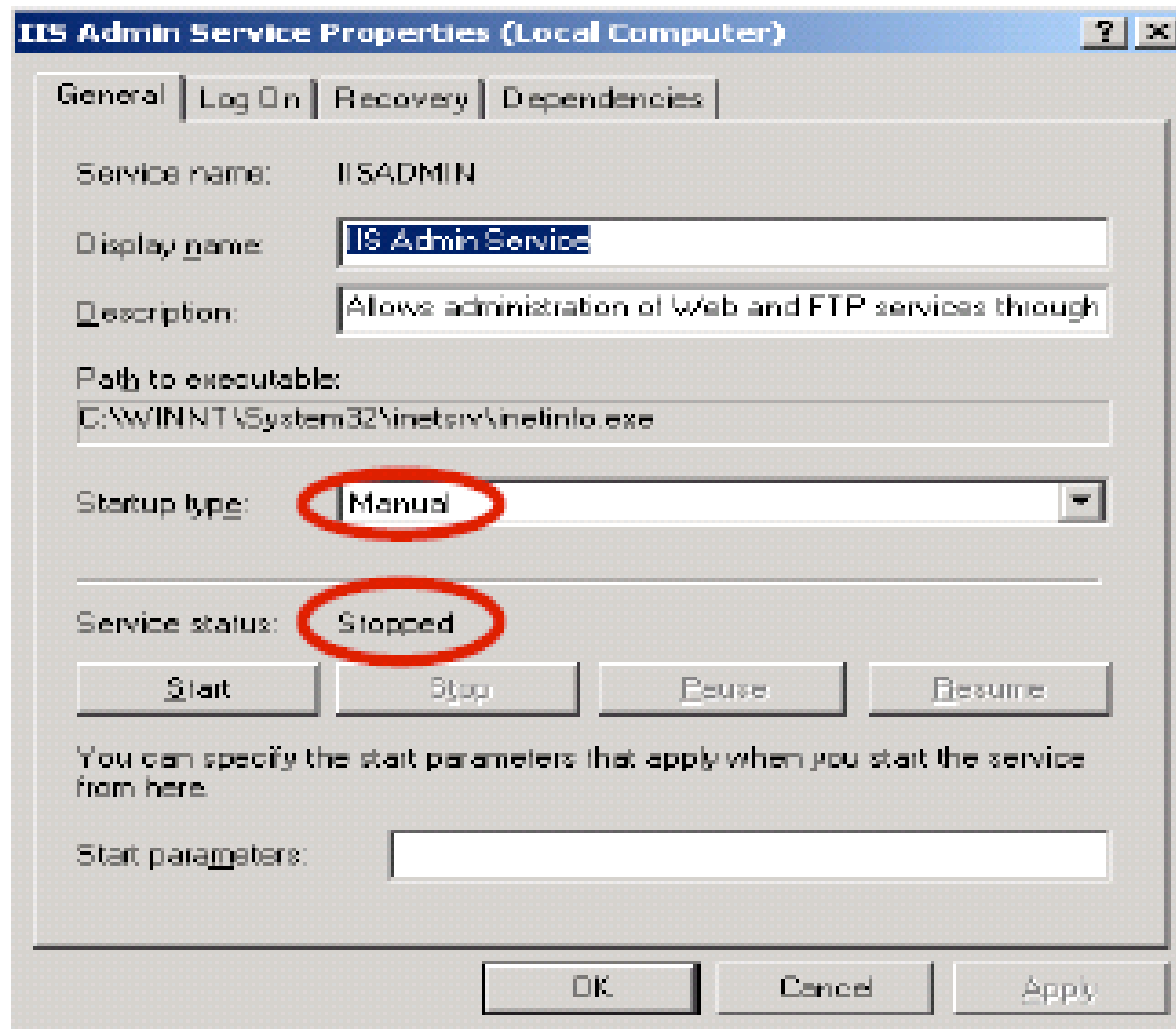 IIS Admin Service Properties (Local Computer)
General Log On Recovery Dependencies
Service name: IISADMIN
Display name: IIS Admin Service
Description: Allows administration of Web and FTP services through
Path to executable:
C:\WINNT\System32\inetsrv\inetinfo.exe
Startup type: Manual
Service status: Stopped
Start Stop Pause Resume
You can specify the start parameters that apply when you start the service
from here.
Start parameters:
OK Cancel Apply